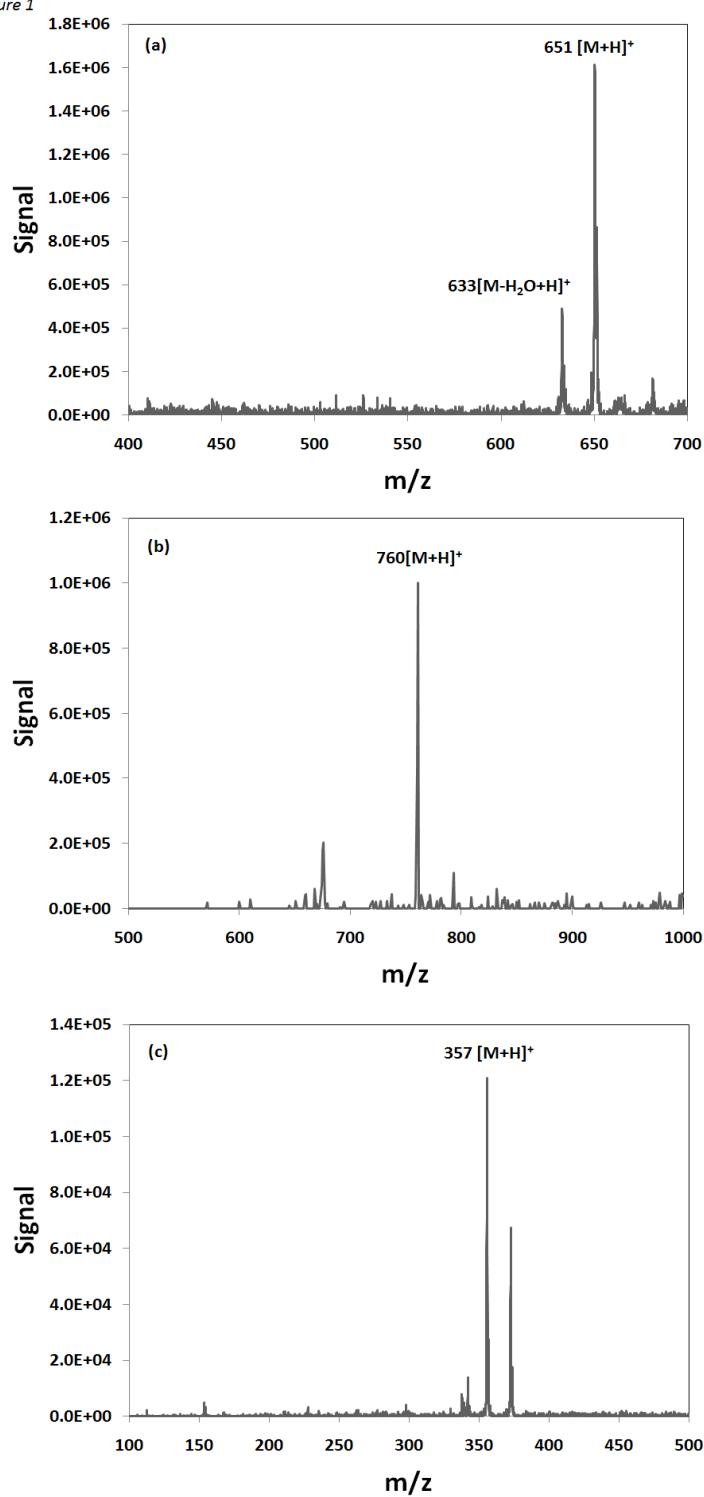 ure 1
(a)
651 [M+H]⁺
633[M-H₂O+H]⁺
1.8E+06
1.6E+06
1.4E+06
1.2E+06
1.0E+06
8.0E+05
6.0E+05
4.0E+05
2.0E+05
0.0E+00
Signal
400 450 500 550 600 650 700
m/z
(b)
760[M+H]⁺
1.2E+06
1.0E+06
8.0E+05
6.0E+05
4.0E+05
2.0E+05
0.0E+00
Signal
500 600 700 800 900 1000
m/z
(c)
357 [M+H]⁺
1.4E+05
1.2E+05
1.0E+05
8.0E+04
6.0E+04
4.0E+04
2.0E+04
0.0E+00
Signal
100 150 200 250 300 350 400 450 500
m/z